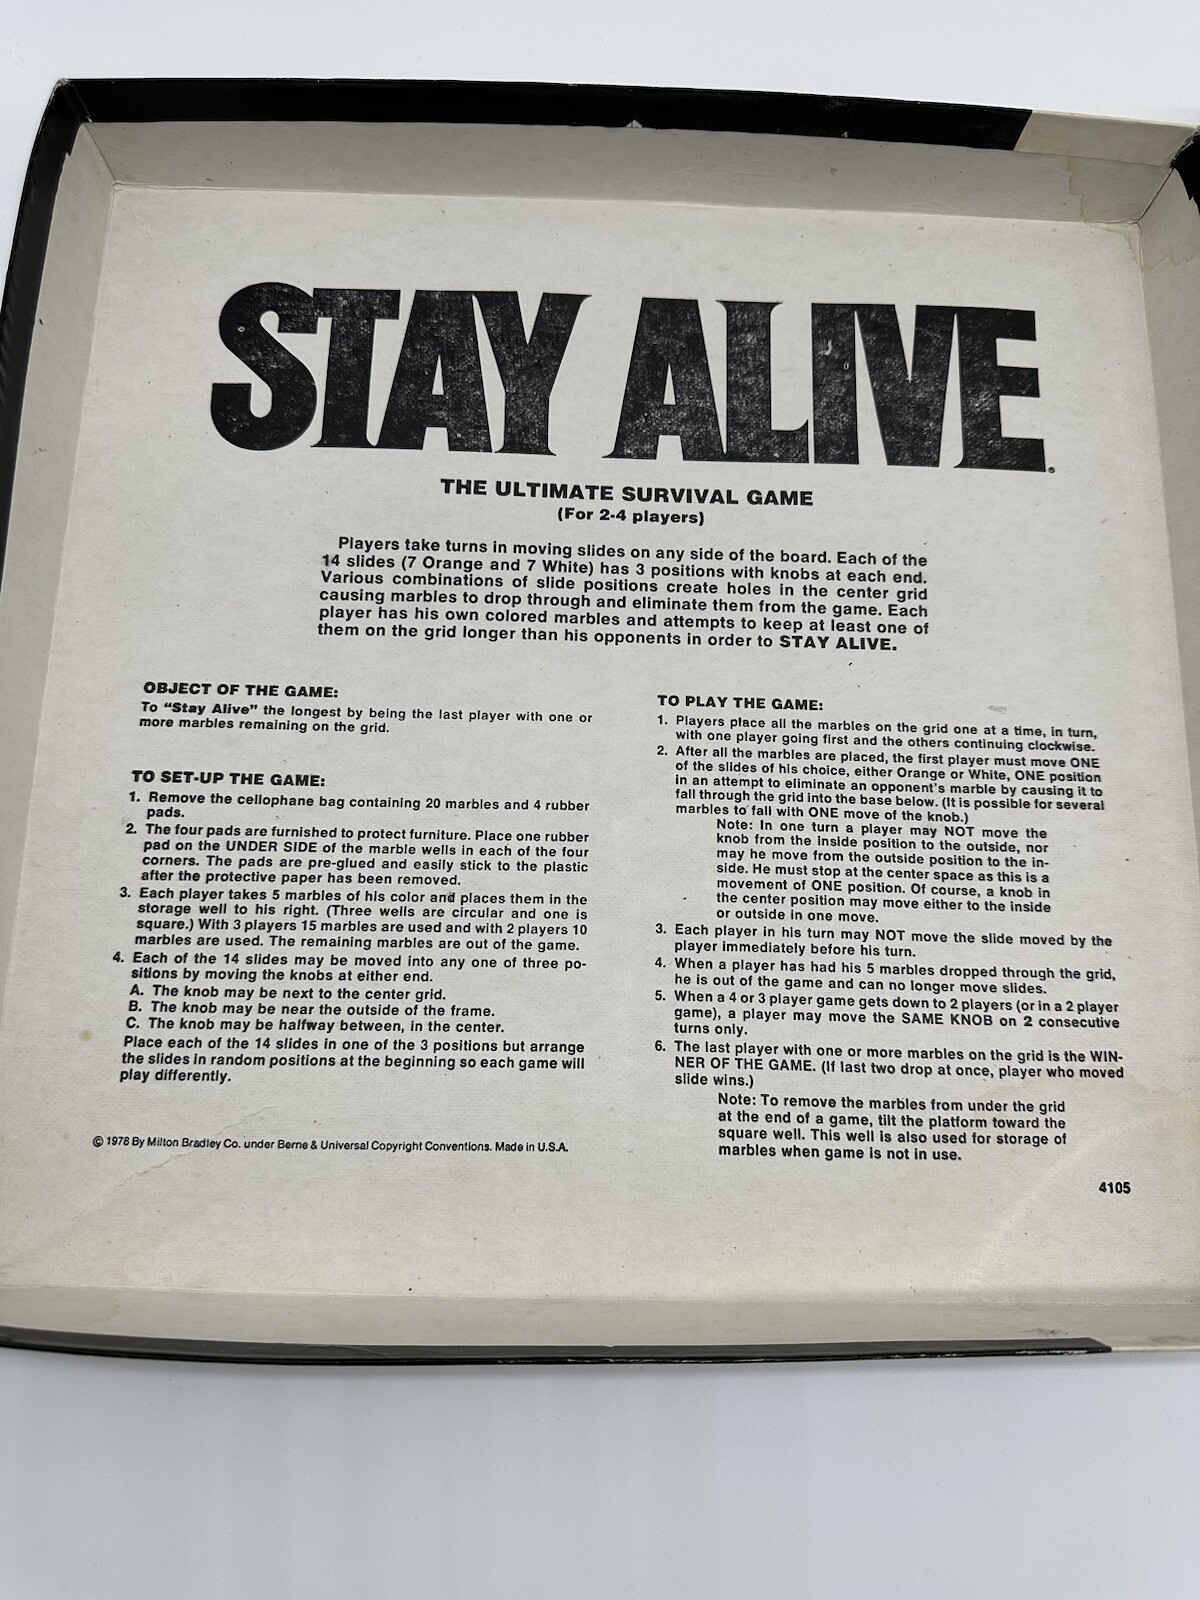 STAY ALIVE®
THE ULTIMATE SURVIVAL GAME
(For 2-4 players)
Players take turns in moving slides on any side of the board. Each of the
14 slides (7 Orange and 7 White) has 3 positions with knobs at each end.
Various combinations of slide positions create holes in the center grid
causing marbles to drop through and eliminate them from the game. Each
player has his own colored marbles and attempts to keep at least one of
them on the grid longer than his opponents in order to STAY ALIVE.
OBJECT OF THE GAME:
To “Stay Alive” the longest by being the last player with one or
more marbles remaining on the grid.
TO SET-UP THE GAME:
1. Remove the cellophane bag containing 20 marbles and 4 rubber
pads.
2. The four pads are furnished to protect furniture. Place one rubber
pad on the UNDER SIDE of the marble wells in each of the four
corners. The pads are pre-glued and easily stick to the plastic
after the protective paper has been removed.
3. Each player takes 5 marbles of his color and places them in the
storage well to his right. (Three wells are circular and one is
square.) With 3 players 15 marbles are used and with 2 players 10
marbles are used. The remaining marbles are out of the game.
4. Each of the 14 slides may be moved into any one of three po-
sitions by moving the knobs at either end.
A. The knob may be next to the center grid.
B. The knob may be near the outside of the frame.
C. The knob may be halfway between, in the center.
Place each of the 14 slides in one of the 3 positions but arrange
the slides in random positions at the beginning so each game will
play differently.
© 1978 By Milton Bradley Co. under Berne & Universal Copyright Conventions. Made in U.S.A.
TO PLAY THE GAME:
1. Players place all the marbles on the grid one at a time, in turn,
with one player going first and the others continuing clockwise.
2. After all the marbles are placed, the first player must move ONE
of the slides of his choice, either Orange or White, ONE position
in an attempt to eliminate an opponent's marble by causing it to
fall through the grid into the base below. (It is possible for several
marbles to fall with ONE move of the knob.)
Note: In one turn a player may NOT move the
knob from the inside position to the outside, nor
may he move from the outside position to the in-
side. He must stop at the center space as this is a
movement of ONE position. Of course, a knob in
the center position may move either to the inside
or outside in one move.
3. Each player in his turn may NOT move the slide moved by the
player immediately before his turn.
4. When a player has had his 5 marbles dropped through the grid,
he is out of the game and can no longer move slides.
5. When a 4 or 3 player game gets down to 2 players (or in a 2 player
game), a player may move the SAME KNOB on 2 consecutive
turns only.
6. The last player with one or more marbles on the grid is the WIN-
NER OF THE GAME. (If last two drop at once, player who moved
slide wins.)
Note: To remove the marbles from under the grid
at the end of a game, tilt the platform toward the
square well. This well is also used for storage of
marbles when game is not in use.
4105